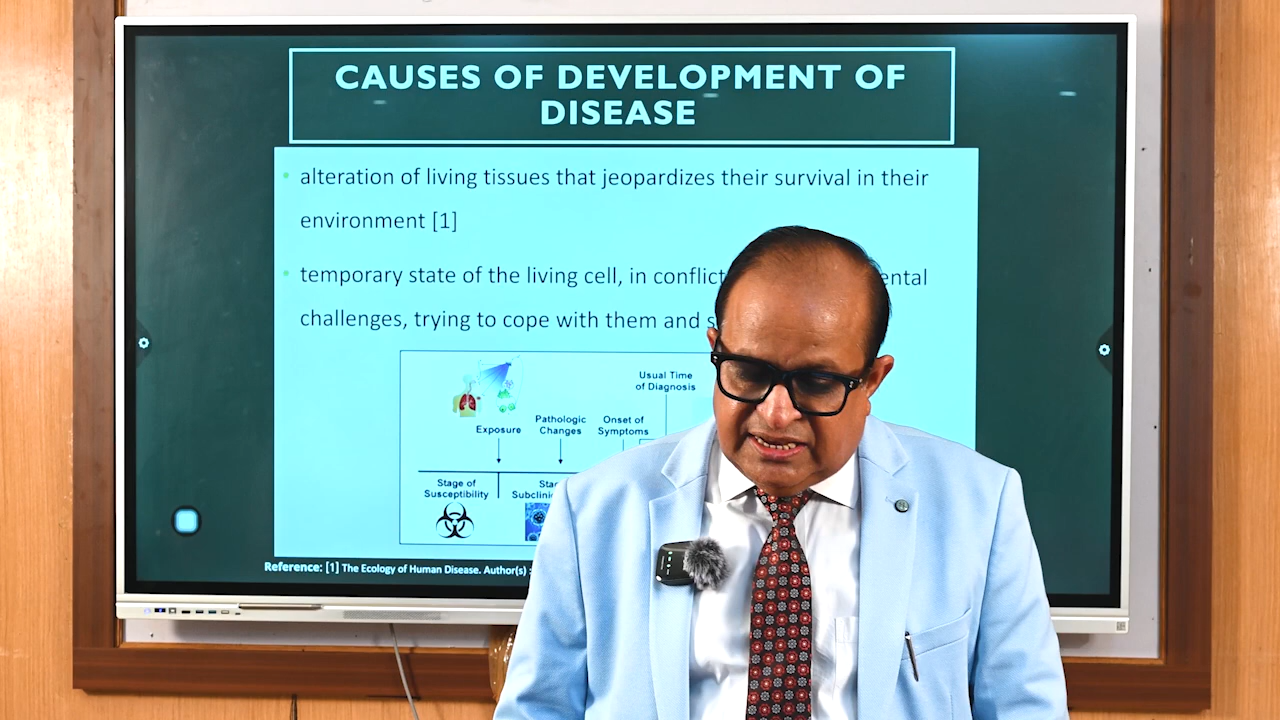 CAUSES OF DEVELOPMENT OF
DISEASE
alteration of living tissues that jeopardizes their survival in their
environment [1]
temporary state of the living cell, in conflict
ental
challenges, trying to cope with them and s
Usual Time
of Diagnosis
Pathologic
Changes
Onset of
Symptoms
Exposure
Stage of
Susceptibility
Stag
Subclinic
Reference: [1] The Ecology of Human Disease. Author(s) :